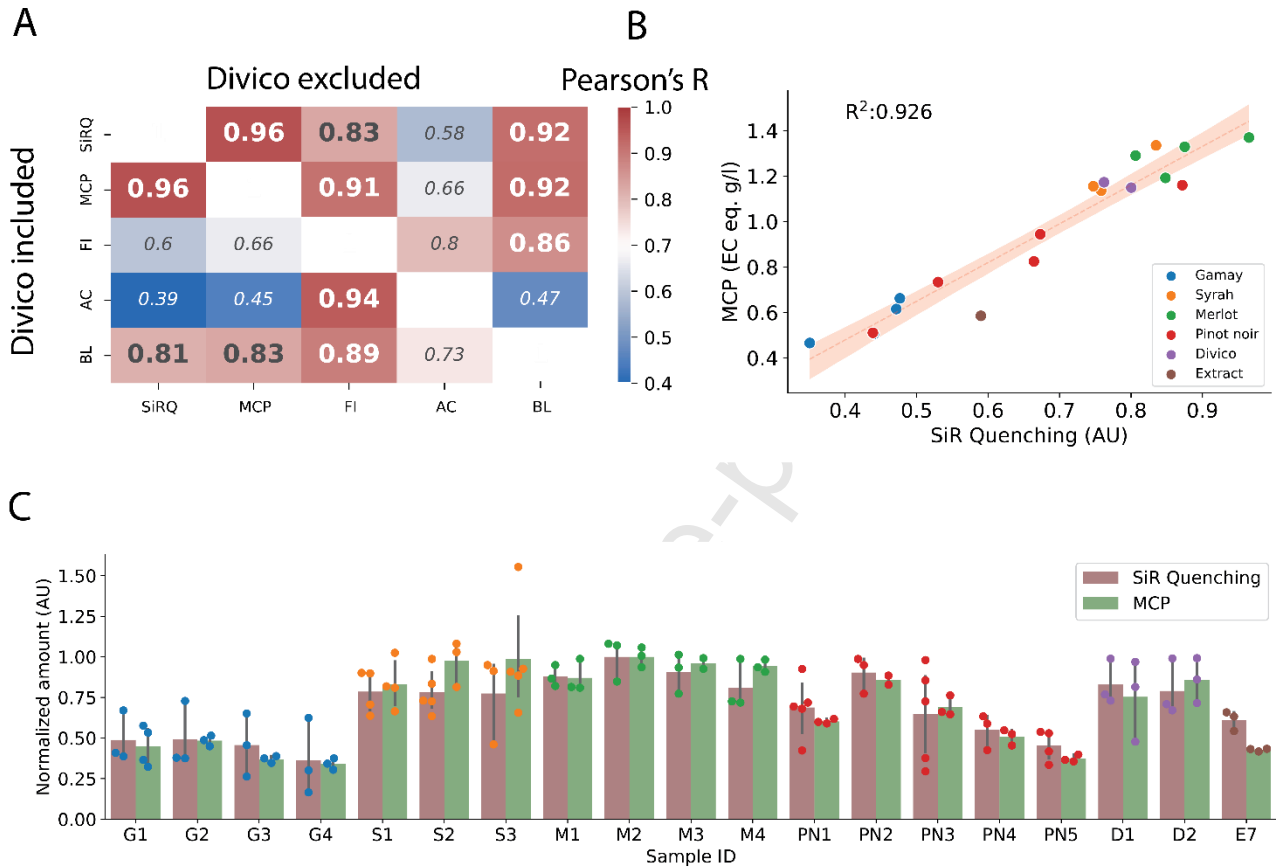 A
Divico excluded
Pearson's R
Divico included
SiRQ
0.96
0.83
0.58
0.92
MCP
0.96
0.91
0.66
0.92
FI
0.6
0.66
0.8
0.86
AC
0.39
0.45
0.94
0.47
BL
0.81
0.83
0.89
0.73
SiRQ
MCP
FI
AC
BL
1.0
0.9
0.8
0.7
0.6
0.5
0.4
B
R²:0.926
MCP (EC eq. g/l)
1.4
1.2
1.0
0.8
0.6
0.4
Gamay
Syrah
Merlot
Pinot noir
Divico
Extract
0.4
0.5
0.6
0.7
0.8
0.9
SiR Quenching (AU)
C
Normalized amount (AU)
1.50
1.25
1.00
0.75
0.50
0.25
0.00
SiR Quenching
MCP
G1
G2
G3
G4
S1
S2
S3
M1
M2
M3
M4
PN1
PN2
PN3
PN4
PN5
D1
D2
E7
Sample ID